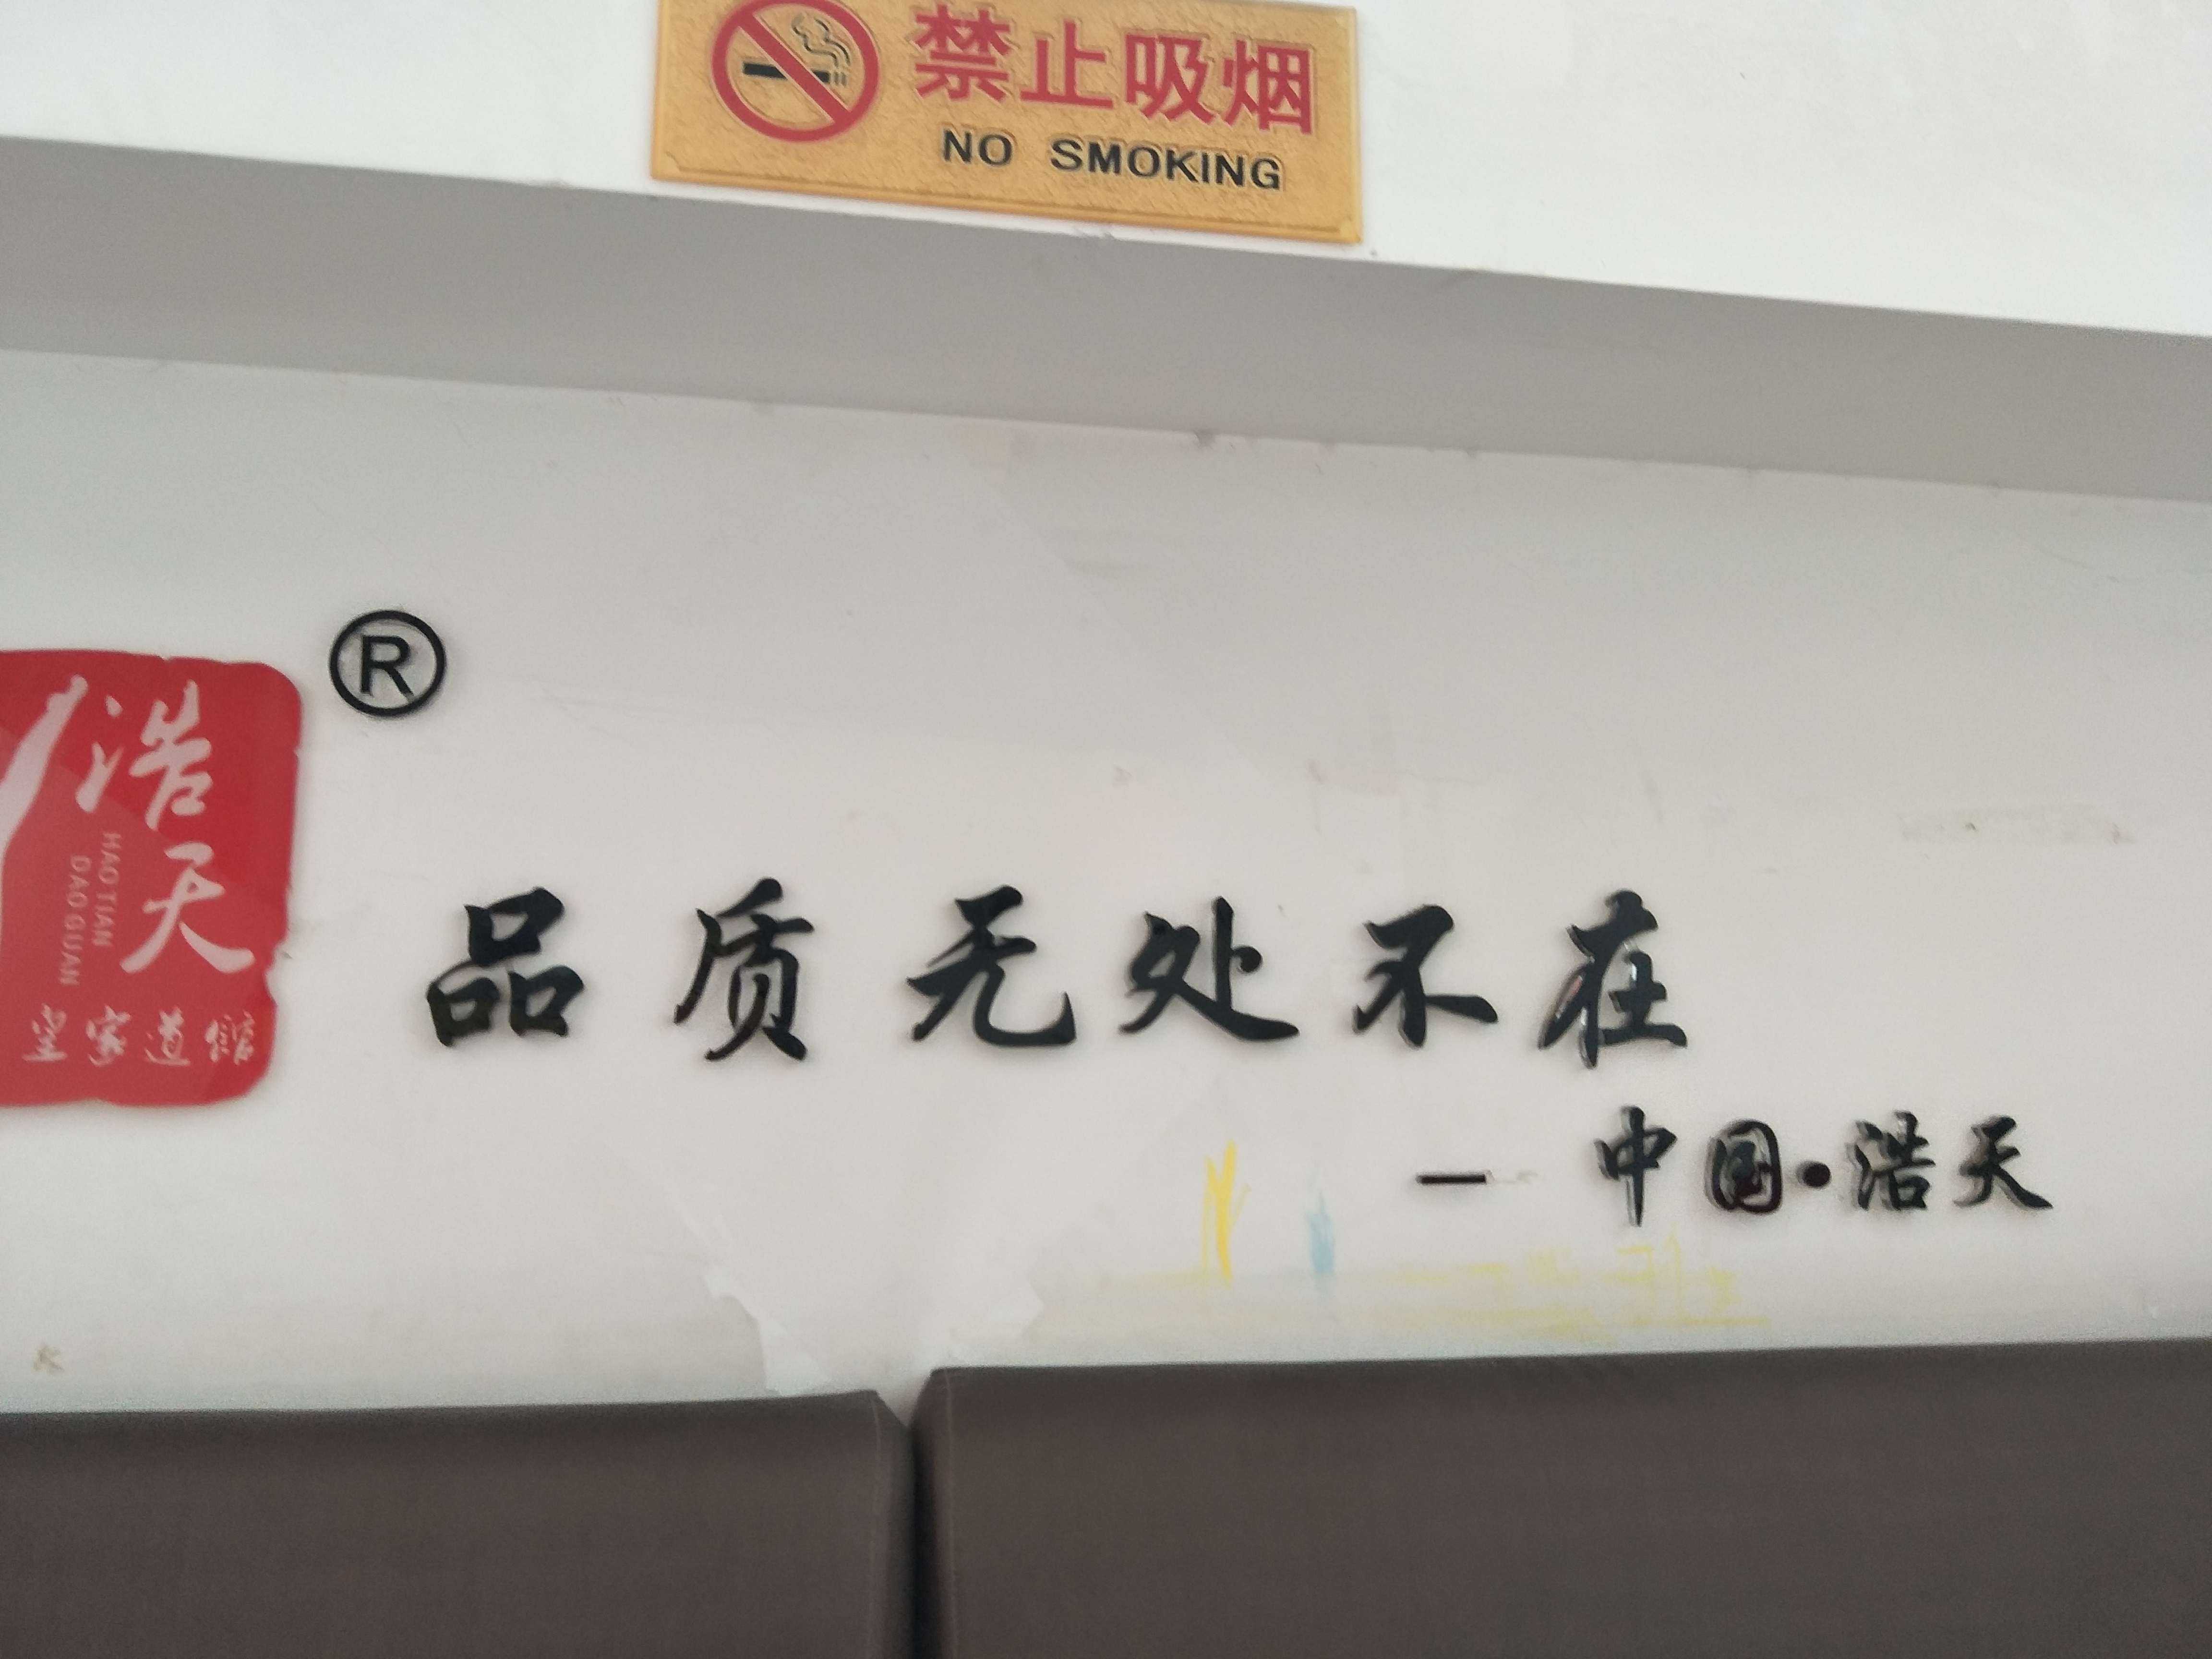 禁止吸烟
NO SMOKING
®
浩天
HAO TIAN
DAO GUAN
皇家道館
品质无处不在
— 中国·浩天